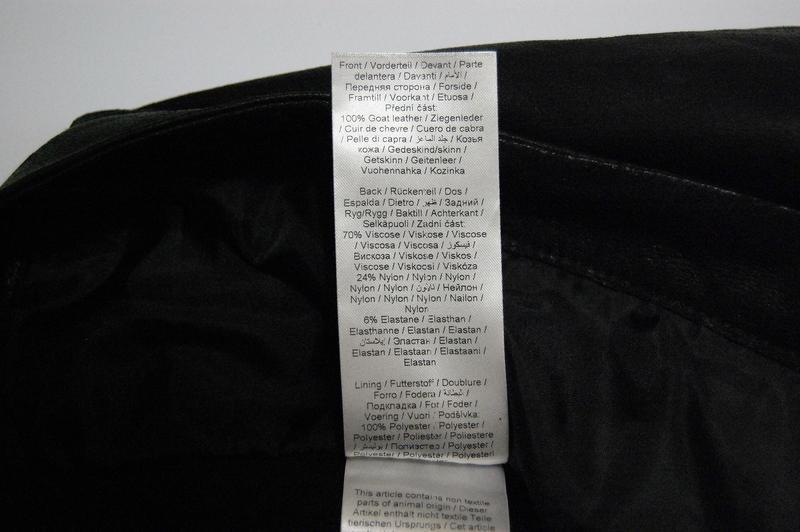 Front / Vorderteil / Devant / Parte
delantera / Davanti / الأمام /
Передняя сторона / Forside /
Framtill / Voorkant / Etuosa /
Přední část:
100% Goat leather / Ziegenleder
/ Cuir de chevre / Cuero de cabra
/ Pelle di capra / جلد الماعز / Козья
кожа / Gedeskind/skinn /
Getskinn / Geitenleer /
Vuohennahka / Kozinka
Back / Rückenteil / Dos /
Espalda / Dietro / ظهر / Задний /
Ryg/Rygg / Baktill / Achterkant /
Selkäpuoli / Zadní část:
70% Viscose / Viskose / Viscose
/ Viscosa / Viscosa / فيسكوز /
Вискоза / Viskose / Viskos /
Viscose / Viskoosi / Viskóza
24% Nylon / Nylon / Nylon /
Nylon / Nylon / نايلون / Нейлон /
Nylon / Nylon / Nylon / Nailon /
Nylon
6% Elastane / Elasthan /
Elasthanne / Elastan / Elastan /
إيلاستان / Эластан / Elastan /
Elastan / Elastaan / Elastaani /
Elastan
Lining / Futterstoff / Doublure /
Forro / Fodera / البطانة /
Подкладка / For / Foder /
Voering / Vuori / Podšívka:
100% Polyester / Polyester /
Polyester / Poliéster / Poliestere
/ بوليستر / Полиэстер / Polyester
/ Polyester / Polyester / Polyesteri
This article contains non textile
parts of animal origin / Dieser
Artikel enthält nicht textile Teile
tierischen Ursprungs / Cet article